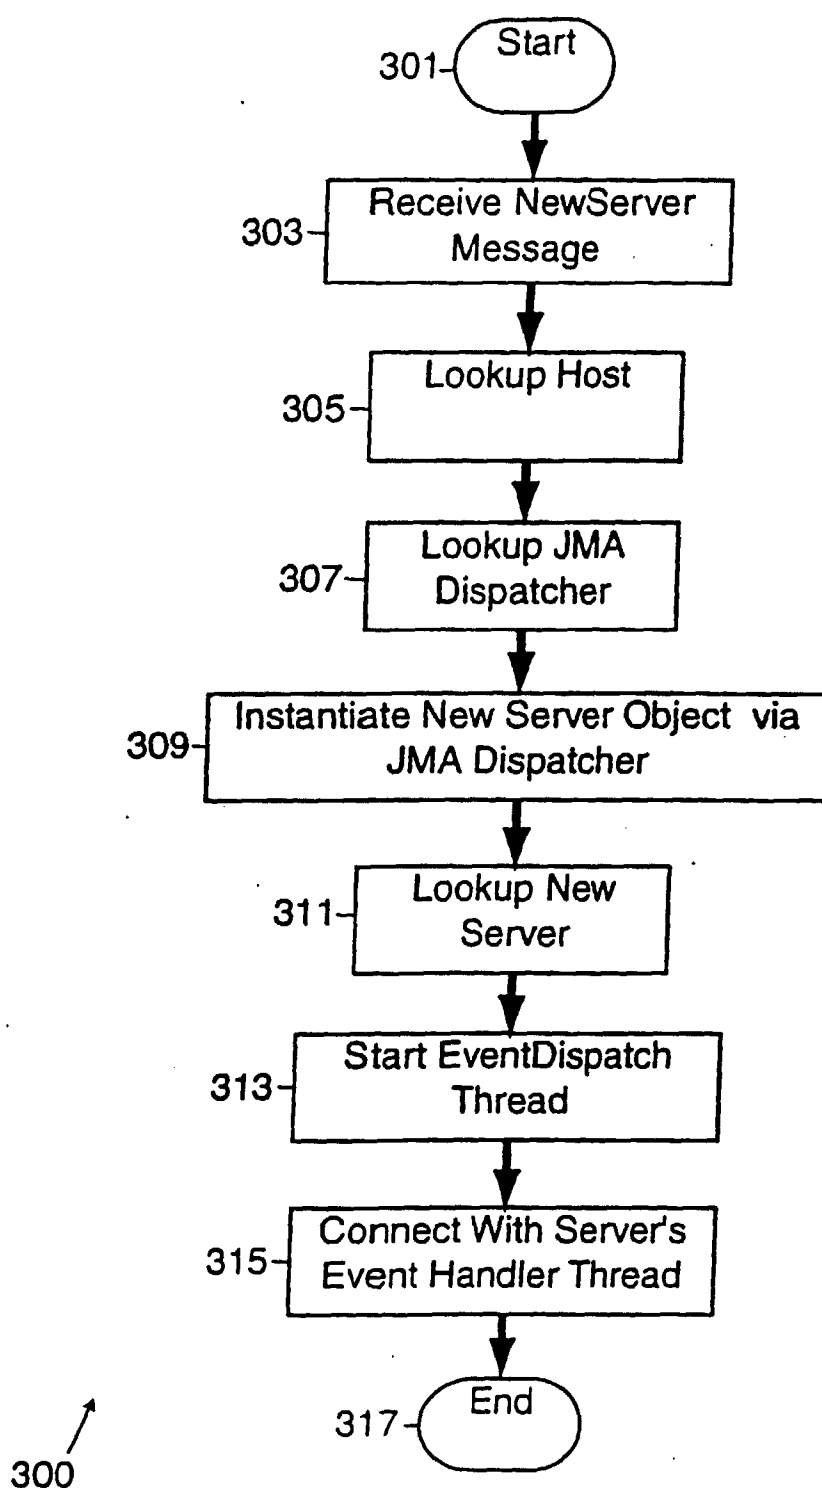 Start
301
Receive NewServer
Message
303
Lookup Host
305
Lookup JMA
Dispatcher
307
Instantiate New Server Object via
JMA Dispatcher
309
Lookup New
Server
311
Start EventDispatch
Thread
313
Connect With Server's
Event Handler Thread
315
End
317
300